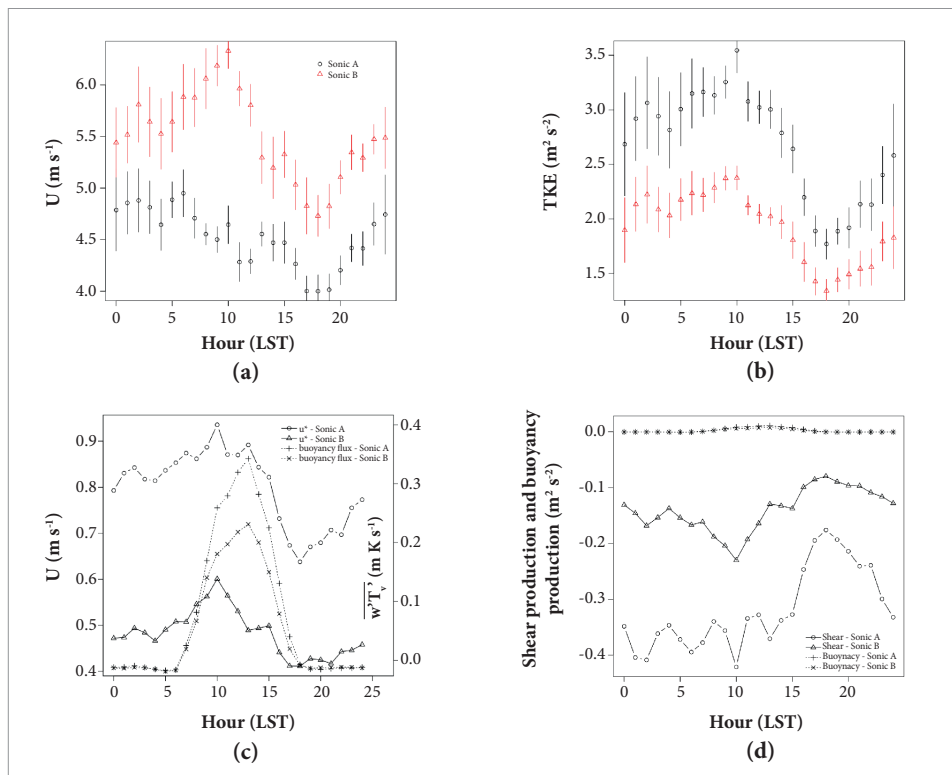 6.0
5.5
5.0
4.5
4.0
U (m s⁻¹)
Sonic A
Sonic B
0 5 10 15 20
Hour (LST)
(a)
3.5
3.0
2.5
2.0
1.5
TKE (m² s⁻²)
0 5 10 15 20
Hour (LST)
(b)
0.9
0.8
0.7
0.6
0.5
0.4
U (m s⁻¹)
u* - Sonic A
u* - Sonic B
buoyancy flux - Sonic A
buoyancy flux - Sonic B
0.4
0.3
0.2
0.1
0.0
w'Tᵥ' (m K s⁻¹)
0 5 10 15 20 25
Hour (LST)
(c)
Shear production and buoyancy
production (m² s⁻²)
0.0
-0.1
-0.2
-0.3
-0.4
Shear - Sonic A
Shear - Sonic B
Buoynacy - Sonic A
Buoynacy - Sonic B
0 5 10 20
Hour (LST)
(d)